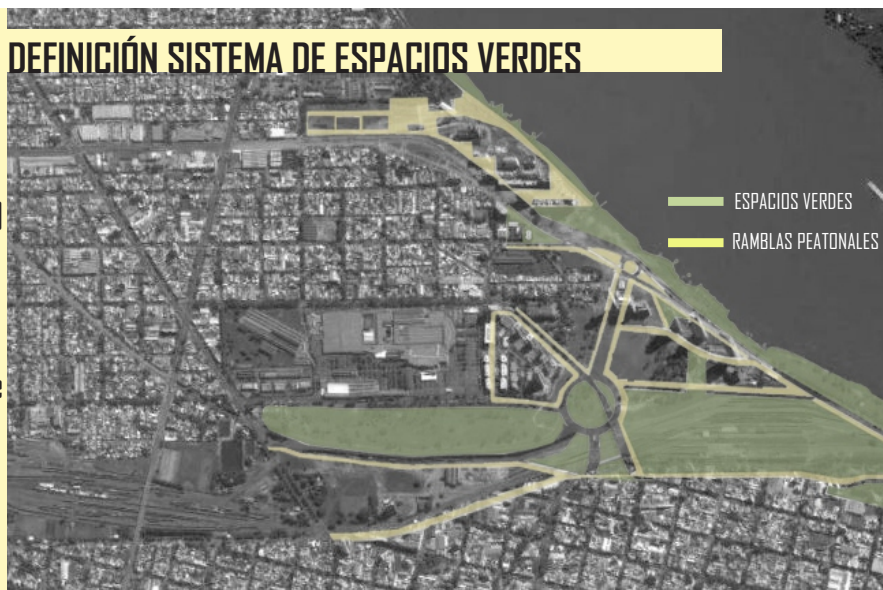 DEFINICIÓN SISTEMA DE ESPACIOS VERDES
ESPACIOS VERDES
RAMBLAS PEATONALES